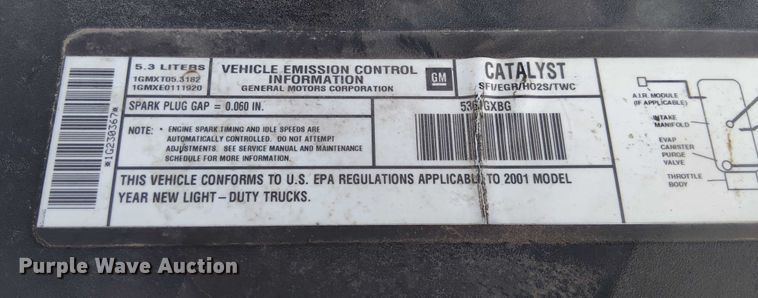 5.3 LITERS
1GMXT05.3182
1GMXE0111920
VEHICLE EMISSION CONTROL
INFORMATION
GENERAL MOTORS CORPORATION
GM
CATALYST
SFI/EGR/HO2S/TWC
SPARK PLUG GAP = 0.060 IN.
GXBG
NOTE: • ENGINE SPARK TIMING AND IDLE SPEEDS ARE
AUTOMATICALLY CONTROLLED. DO NOT ATTEMPT
ADJUSTMENTS. SEE SERVICE MANUAL AND MAINTENANCE
SCHEDULE FOR MORE INFORMATION.
THIS VEHICLE CONFORMS TO U.S. EPA REGULATIONS APPLICABLE TO 2001 MODEL
YEAR NEW LIGHT-DUTY TRUCKS.
*1G230367*
A.I.R. MODULE
(IF APPLICABLE)
INTAKE
MANIFOLD
EVAP
CANISTER
PURGE
VALVE
THROTTLE
BODY
Purple Wave Auction